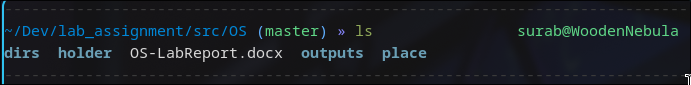 ~/Dev/lab_assignment/src/OS (master) » ls surab@WoodenNebula
dirs holder OS-LabReport.docx outputs place